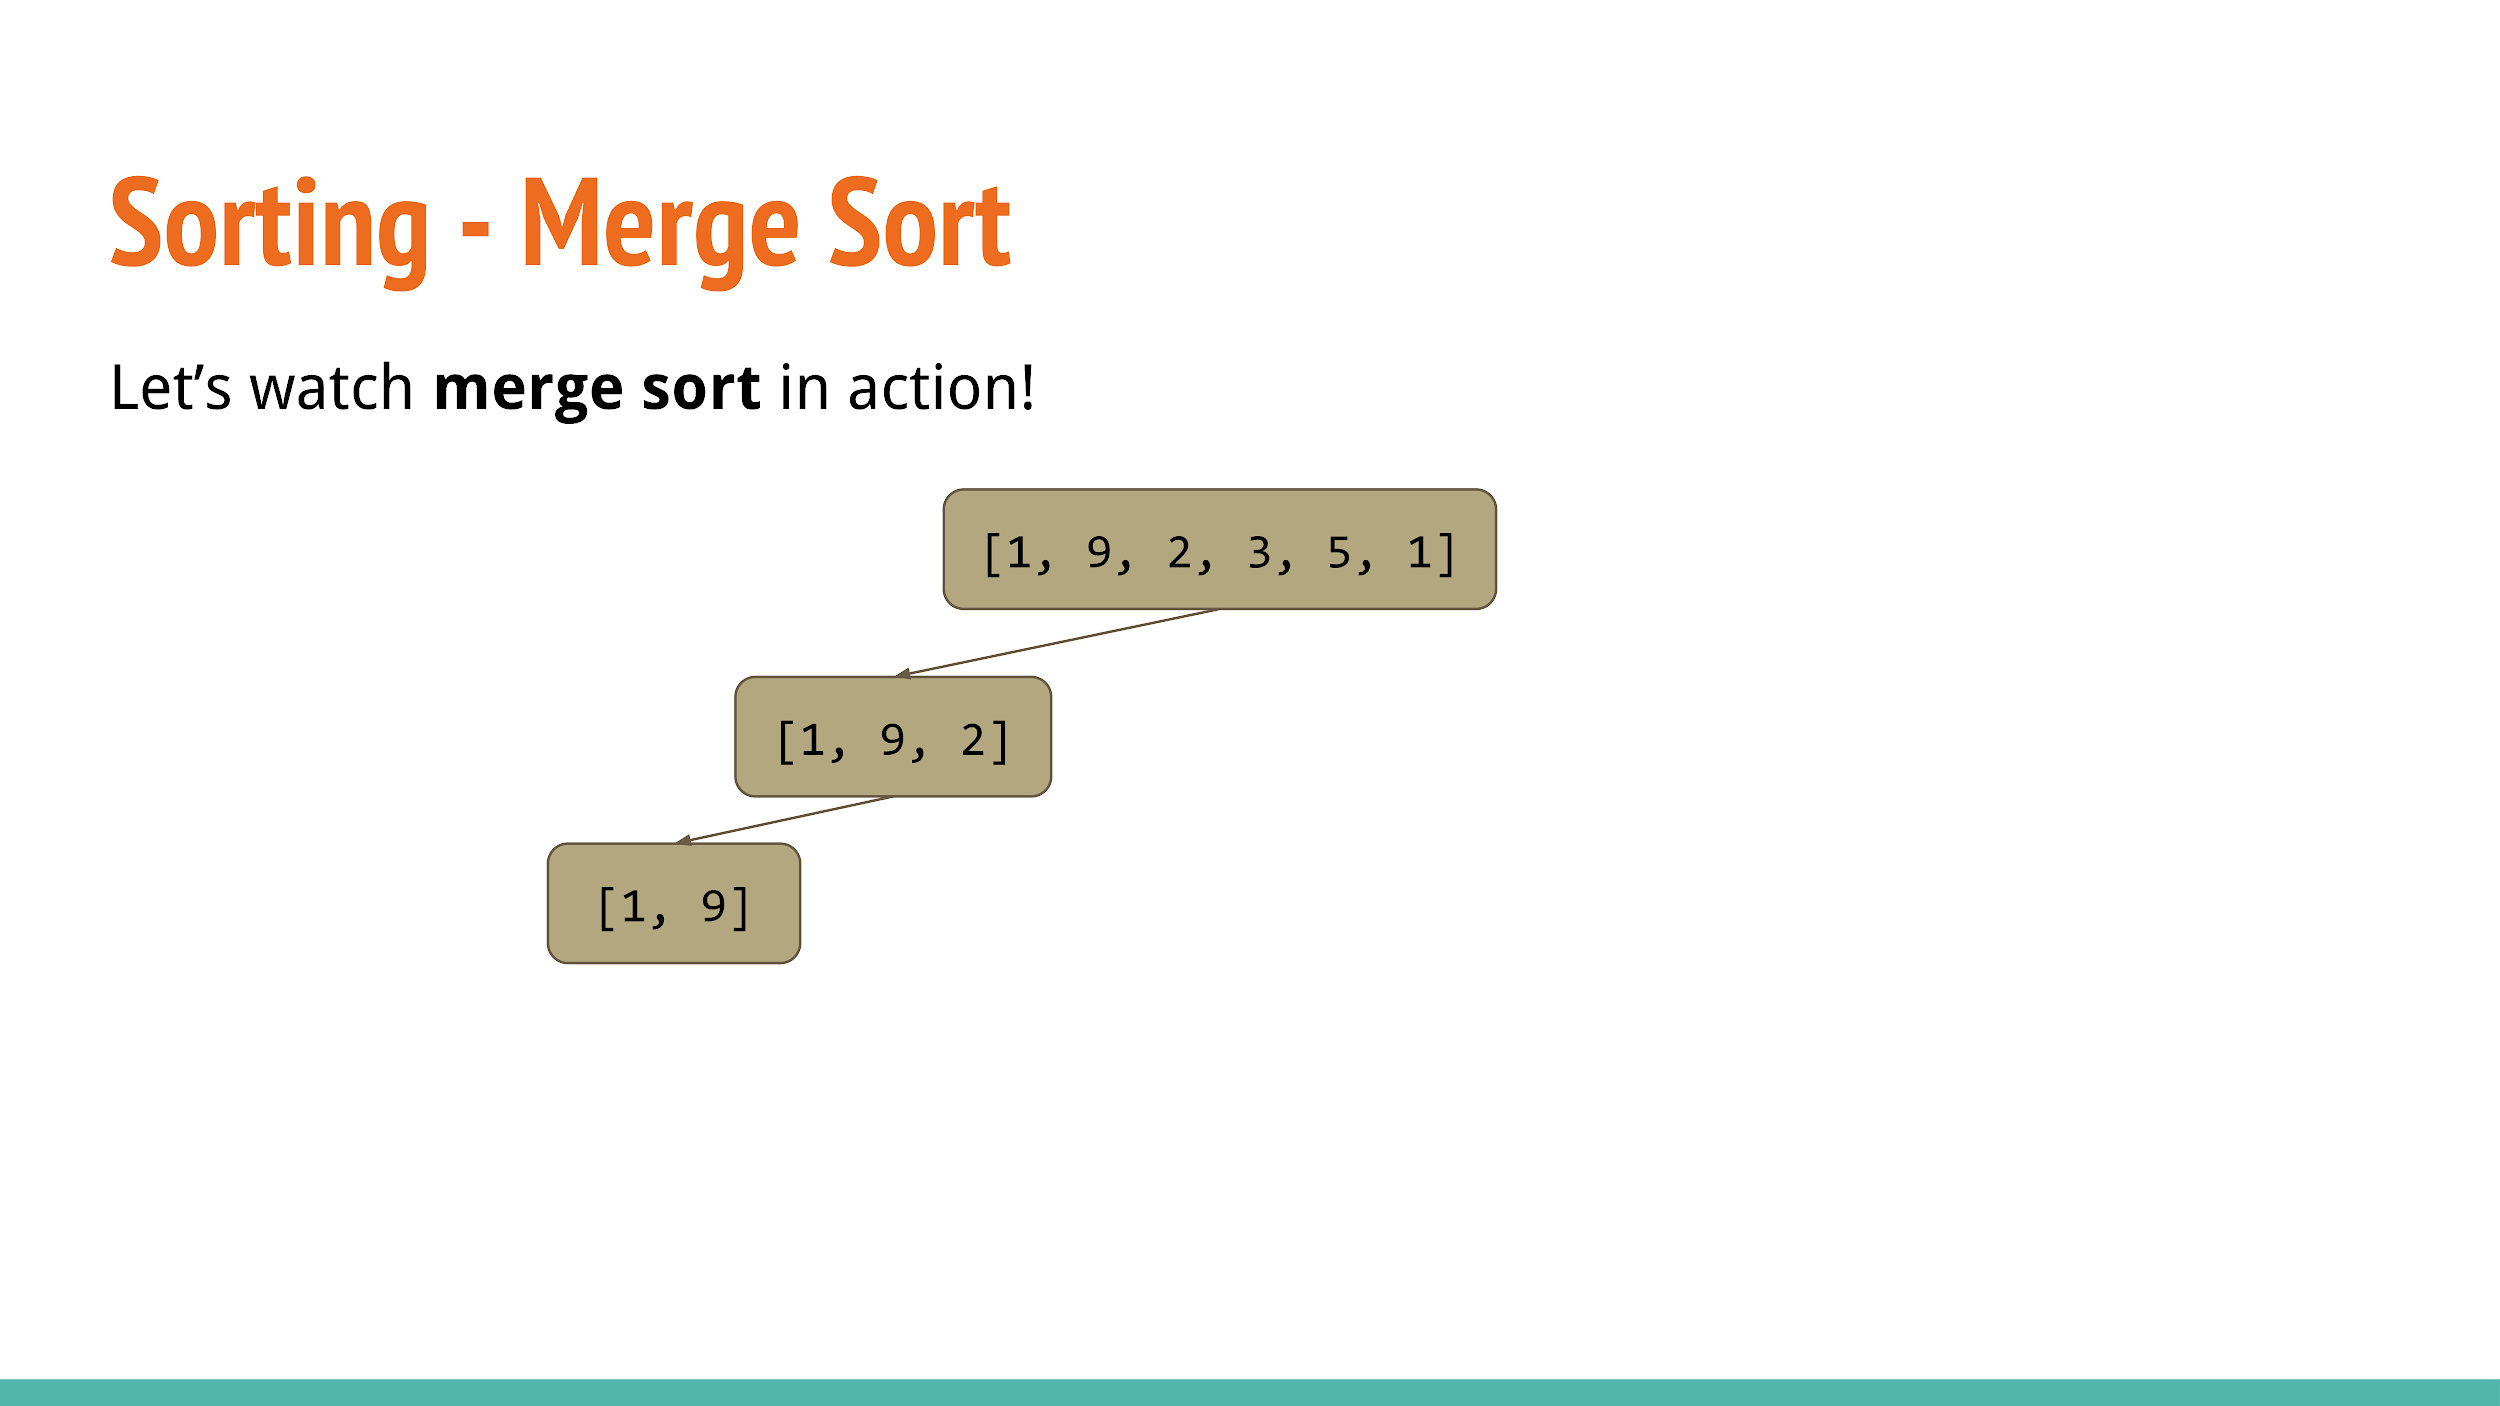 Sorting - Merge Sort
Let’s watch merge sort in action!
[1, 9, 2, 3, 5, 1]
[1, 9, 2]
[1, 9]